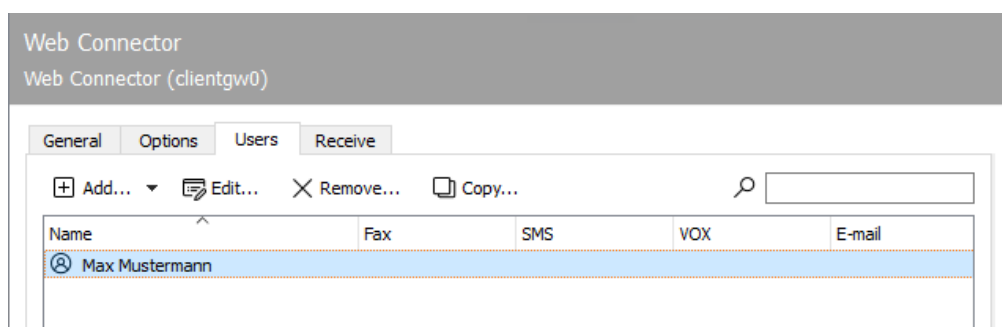 Web Connector
Web Connector (clientgw0)
General Options Users Receive
Add... Edit... Remove... Copy...
Name Fax SMS VOX E-mail
Max Mustermann